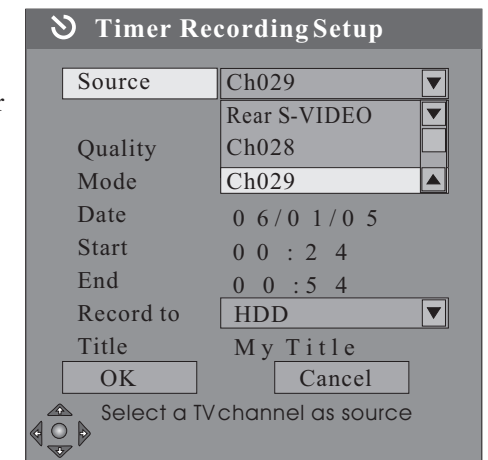 Timer Recording Setup
r
Source Ch029
Rear S-VIDEO
Quality Ch028
Mode Ch029
Date 06/01/05
Start 00:24
End 00:54
Record to HDD
Title My Title
OK Cancel
Select a TV channel as source